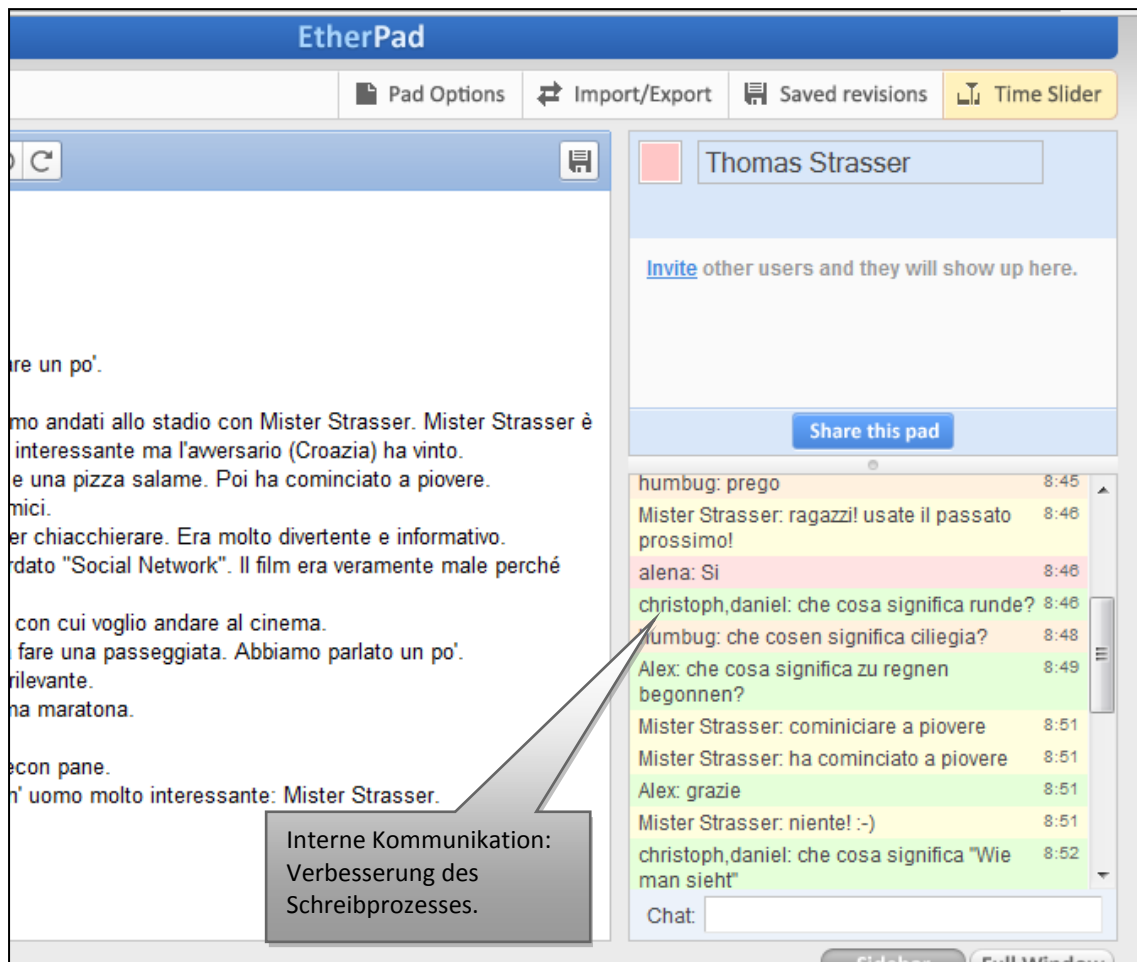 EtherPad
Pad Options
Import/Export
Saved revisions
Time Slider
Thomas Strasser
Invite other users and they will show up here.
Share this pad
are un po'.
mo andati allo stadio con Mister Strasser. Mister Strasser è
interessante ma l'avversario (Croazia) ha vinto.
e una pizza salame. Poi ha cominciato a piovere.
mici.
er chiacchierare. Era molto divertente e informativo.
rdato "Social Network". Il film era veramente male perché
con cui voglio andare al cinema.
fare una passeggiata. Abbiamo parlato un po'.
rilevante.
na maratona.
econ pane.
n' uomo molto interessante: Mister Strasser.
humbug: prego 8:45
Mister Strasser: ragazzi! usate il passato 8:46
prossimo!
alena: Si 8:46
christoph,daniel: che cosa significa runde? 8:46
humbug: che cosen significa ciliegia? 8:48
Alex: che cosa significa zu regnen 8:49
begonnen?
Mister Strasser: cominiciare a piovere 8:51
Mister Strasser: ha cominciato a piovere 8:51
Alex: grazie 8:51
Mister Strasser: niente! :-) 8:51
christoph,daniel: che cosa significa "Wie 8:52
man sieht"
Chat:
Interne Kommunikation:
Verbesserung des
Schreibprozesses.
Sidebar
Full Window